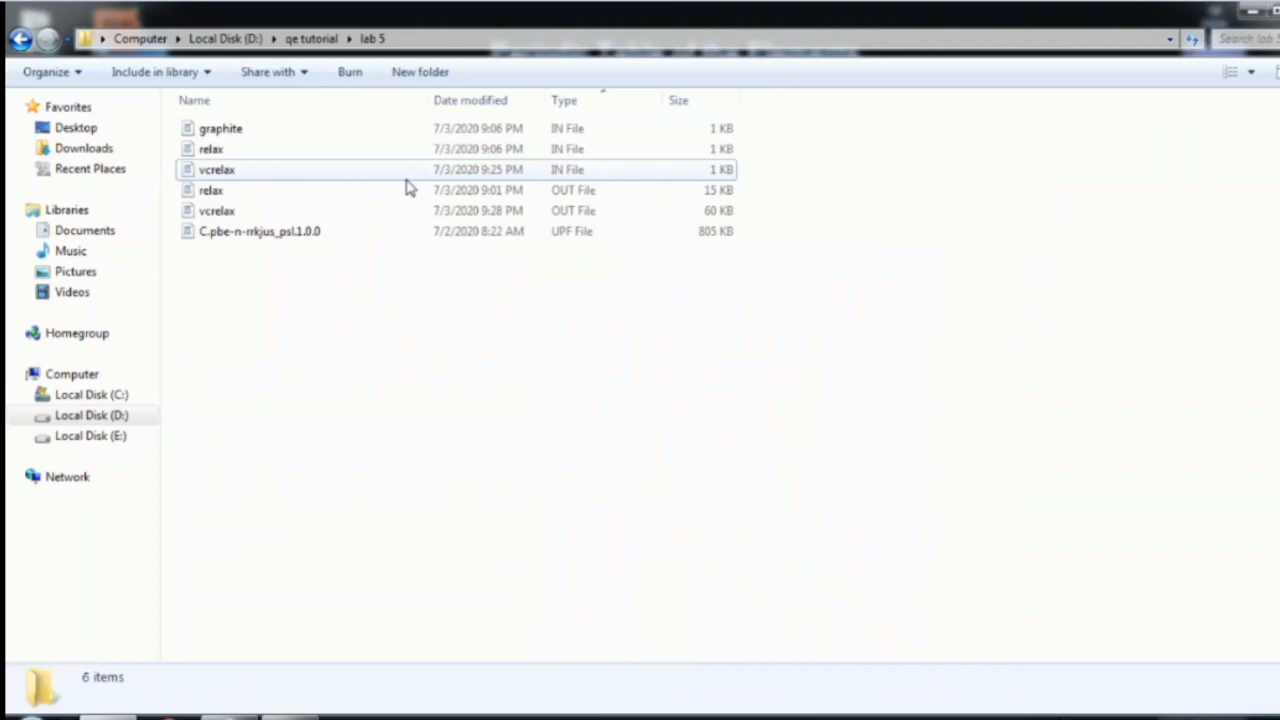 Computer ▸ Local Disk (D:) ▸ qe tutorial ▸ lab 5
Search lab
Organize Include in library Share with Burn New folder
Name Date modified Type Size
graphite 7/3/2020 9:06 PM IN File 1 KB
relax 7/3/2020 9:06 PM IN File 1 KB
vcrelax 7/3/2020 9:25 PM IN File 1 KB
relax 7/3/2020 9:01 PM OUT File 15 KB
vcrelax 7/3/2020 9:28 PM OUT File 60 KB
C.pbe-n-rrkjus_psl.1.0.0 7/2/2020 8:22 AM UPF File 805 KB
Favorites
Desktop
Downloads
Recent Places
Libraries
Documents
Music
Pictures
Videos
Homegroup
Computer
Local Disk (C:)
Local Disk (D:)
Local Disk (E:)
Network
6 items